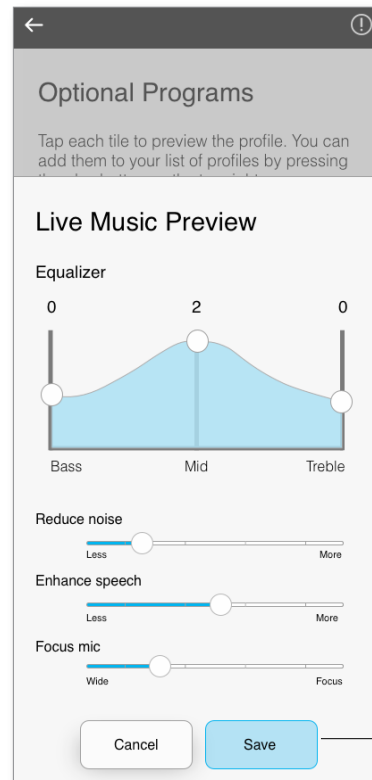 Optional Programs
Tap each tile to preview the profile. You can
add them to your list of profiles by pressing
Live Music Preview
Equalizer
0 2 0
Bass Mid Treble
Reduce noise
Less More
Enhance speech
Less More
Focus mic
Wide Focus
Cancel Save